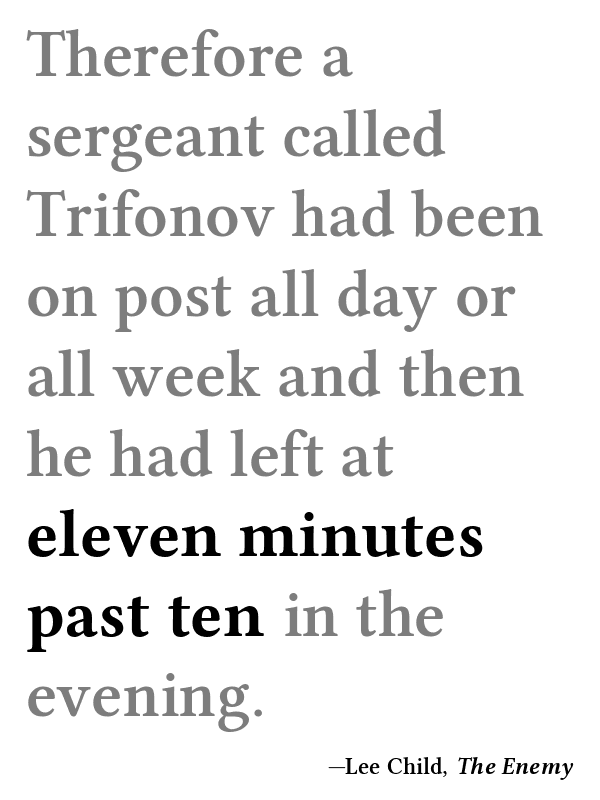 Therefore a
sergeant called
Trifonov had been
on post all day or
all week and then
he had left at
eleven minutes
past ten in the
evening.
—Lee Child, The Enemy